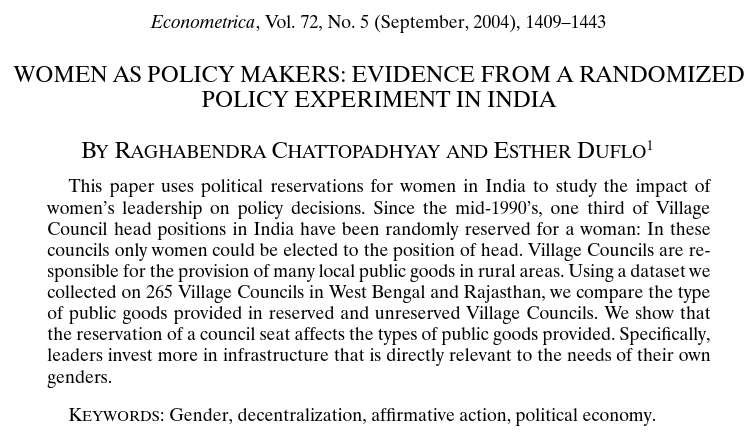 Econometrica, Vol. 72, No. 5 (September, 2004), 1409–1443
WOMEN AS POLICY MAKERS: EVIDENCE FROM A RANDOMIZED
POLICY EXPERIMENT IN INDIA
BY RAGHABENDRA CHATTOPADHYAY AND ESTHER DUFLO1
This paper uses political reservations for women in India to study the impact of
women's leadership on policy decisions. Since the mid-1990's, one third of Village
Council head positions in India have been randomly reserved for a woman: In these
councils only women could be elected to the position of head. Village Councils are re-
sponsible for the provision of many local public goods in rural areas. Using a dataset we
collected on 265 Village Councils in West Bengal and Rajasthan, we compare the type
of public goods provided in reserved and unreserved Village Councils. We show that
the reservation of a council seat affects the types of public goods provided. Specifically,
leaders invest more in infrastructure that is directly relevant to the needs of their own
genders.
KEYWORDS: Gender, decentralization, affirmative action, political economy.